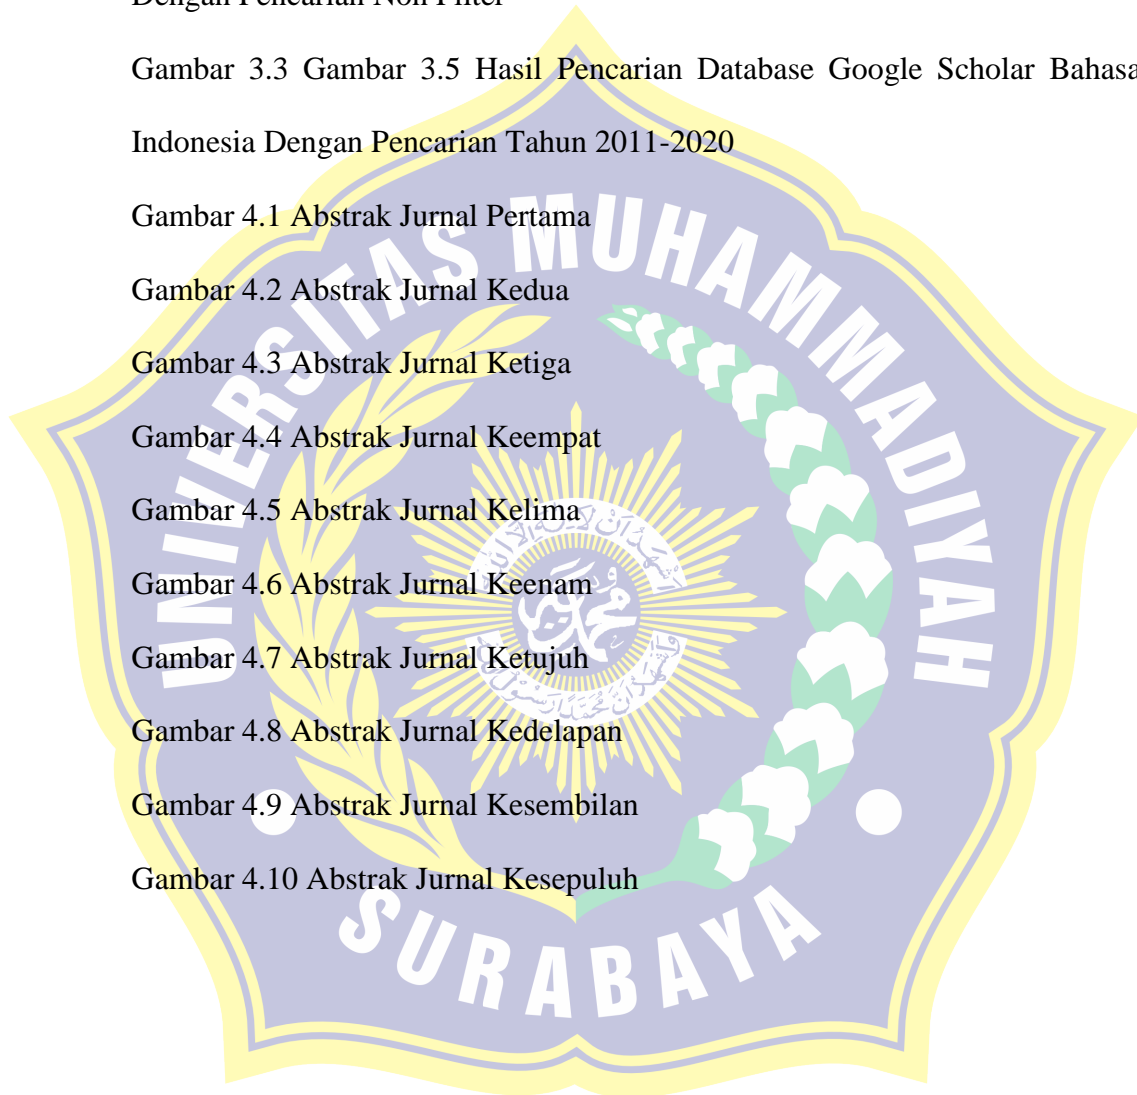 Dengan Pencarian Non Filter
Gambar 3.3 Gambar 3.5 Hasil Pencarian Database Google Scholar Bahasa
Indonesia Dengan Pencarian Tahun 2011-2020
Gambar 4.1 Abstrak Jurnal Pertama
Gambar 4.2 Abstrak Jurnal Kedua
Gambar 4.3 Abstrak Jurnal Ketiga
Gambar 4.4 Abstrak Jurnal Keempat
Gambar 4.5 Abstrak Jurnal Kelima
Gambar 4.6 Abstrak Jurnal Keenam
Gambar 4.7 Abstrak Jurnal Ketujuh
Gambar 4.8 Abstrak Jurnal Kedelapan
Gambar 4.9 Abstrak Jurnal Kesembilan
Gambar 4.10 Abstrak Jurnal Kesepuluh
UNIVERSITAS MUHAMMADIYAH
SURABAYA